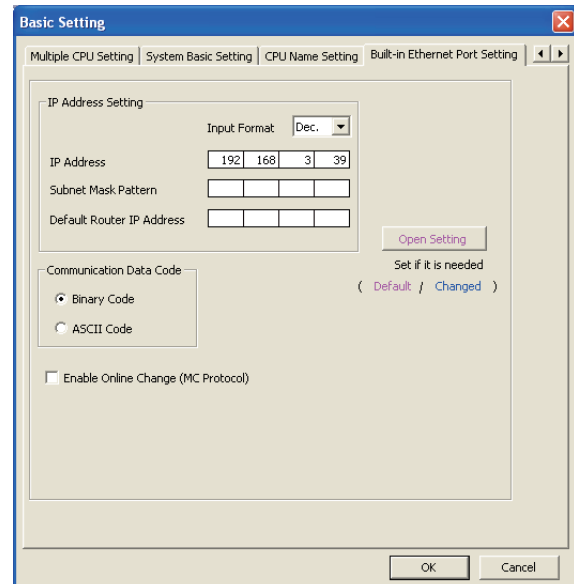 Basic Setting
Multiple CPU Setting System Basic Setting CPU Name Setting Built-in Ethernet Port Setting
IP Address Setting
Input Format Dec.
IP Address 192 168 3 39
Subnet Mask Pattern
Default Router IP Address
Open Setting
Set if it is needed
( Default / Changed )
Communication Data Code
Binary Code
ASCII Code
Enable Online Change (MC Protocol)
OK Cancel